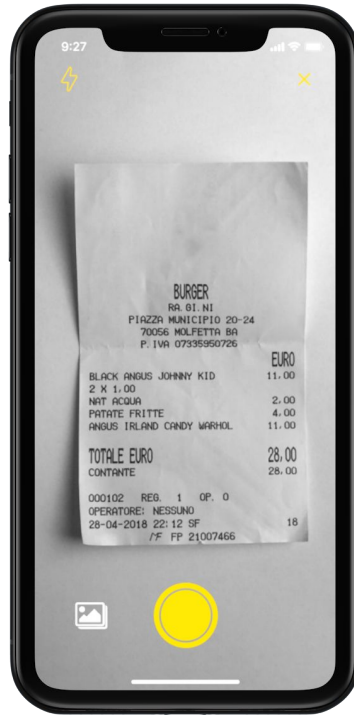 9:27
BURGER
RA.GI.NI
PIAZZA MUNICIPIO 20-24
70056 MOLFETTA BA
P.IVA 07335950726
EURO
BLACK ANGUS JOHNNY KID 11,00
2 X 1,00
NAT ACQUA 2,00
PATATE FRITTE 4,00
ANGUS IRLAND CANDY WARHOL 11,00
TOTALE EURO 28,00
CONTANTE 28,00
000102 REG. 1 OP. 0
OPERATORE: NESSUNO
28-04-2018 22:12 SF 18
FP 21007466